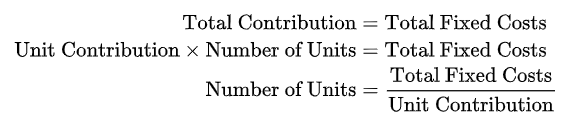 Total Contribution = Total Fixed Costs
Unit Contribution × Number of Units = Total Fixed Costs
Number of Units = Total Fixed Costs / Unit Contribution